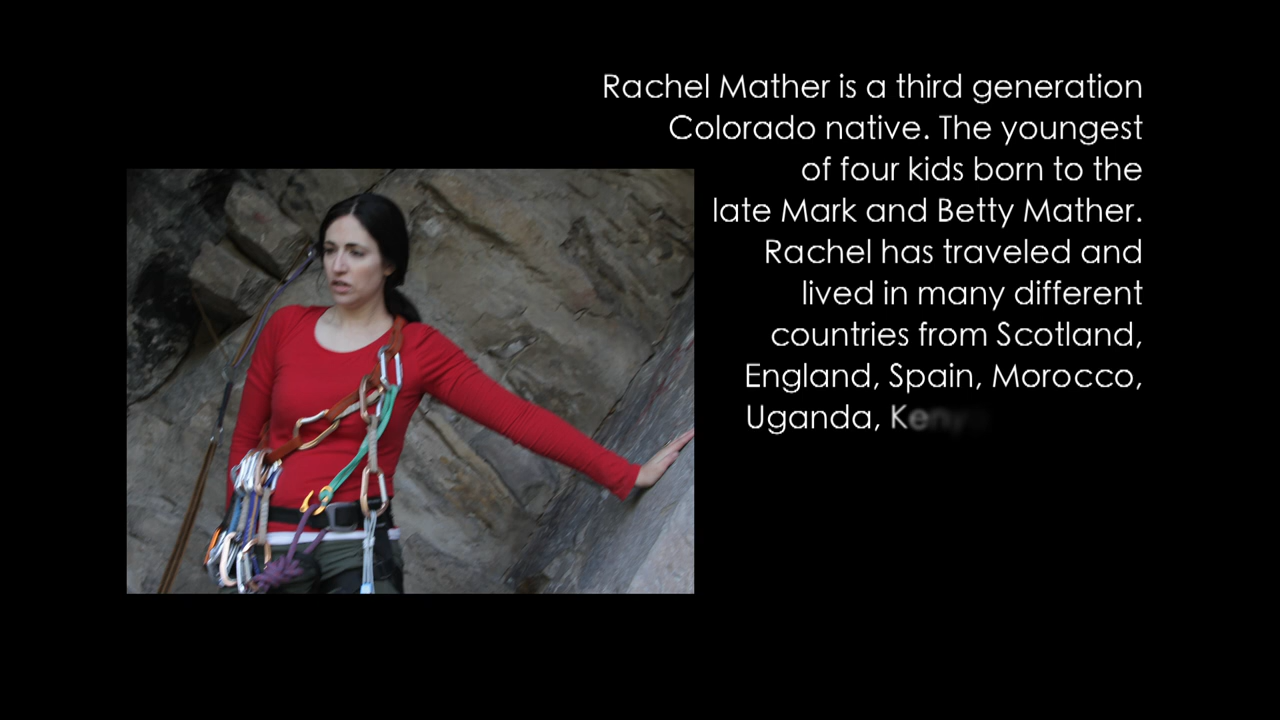 Rachel Mather is a third generation
Colorado native. The youngest
of four kids born to the
late Mark and Betty Mather.
Rachel has traveled and
lived in many different
countries from Scotland,
England, Spain, Morocco,
Uganda, Kenya